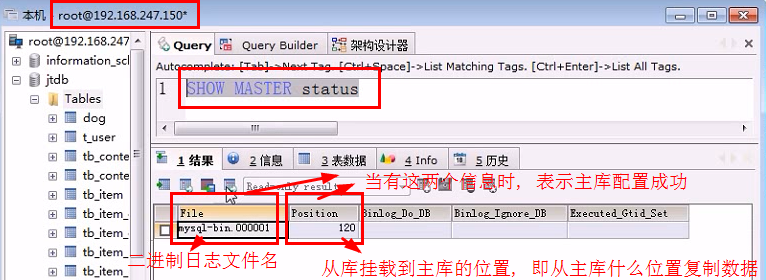 本机 root@192.168.247.150*
root@192.168.247
information_scl
jtdb
Tables
dog
t_user
tb_conte
tb_conte
tb_item
tb_item_
tb_item_
tb_item_
Query Query Builder 架构设计器
Autocomplete: [Tab]->Next Tag. [Ctrl+Space]->List Matching Tags. [Ctrl+Enter]->List All Tags.
1 SHOW MASTER status
1 结果 2 信息 3 表数据 4 Info 5 历史
当有这两个信息时, 表示主库配置成功
File Position Binlog_Do_DB Binlog_Ignore_DB Executed_Gtid_Set
mysql-bin.000001 120
进制日志文件名
从库挂载到主库的位置, 即从主库什么位置复制数据